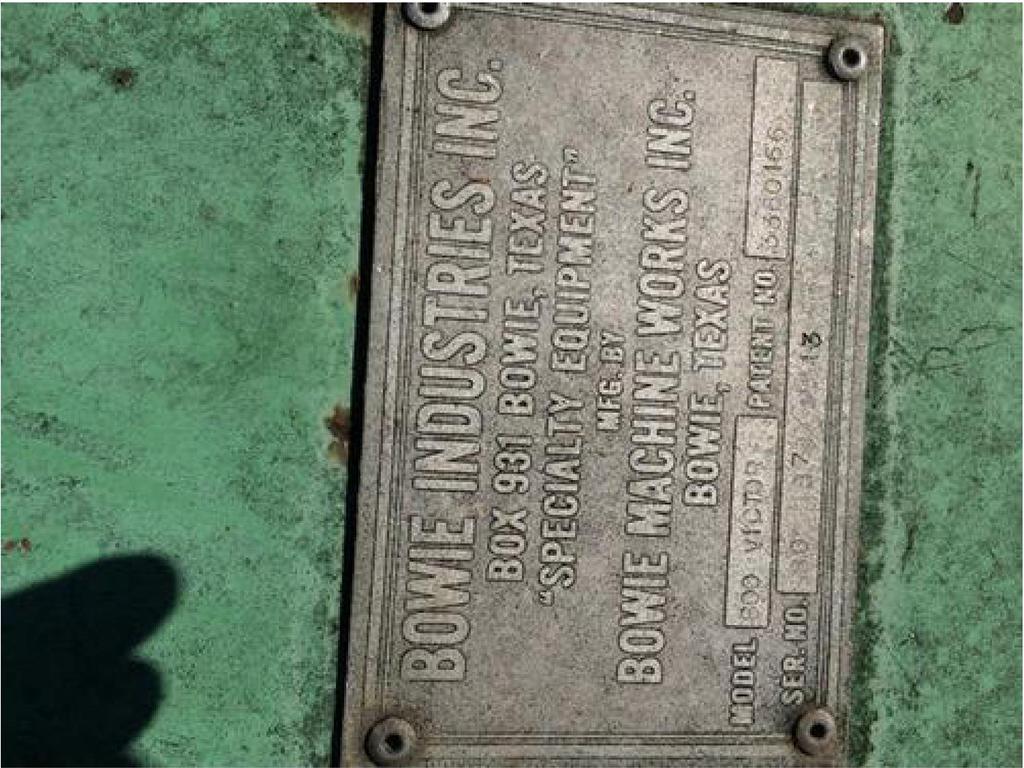 BOWIE INDUSTRIES INC.
BOX 931 BOWIE, TEXAS
"SPECIALTY EQUIPMENT"
MFG. BY
BOWIE MACHINE WORKS INC.
BOWIE, TEXAS
MODEL VICTOR PATENT NO.
SER. NO.